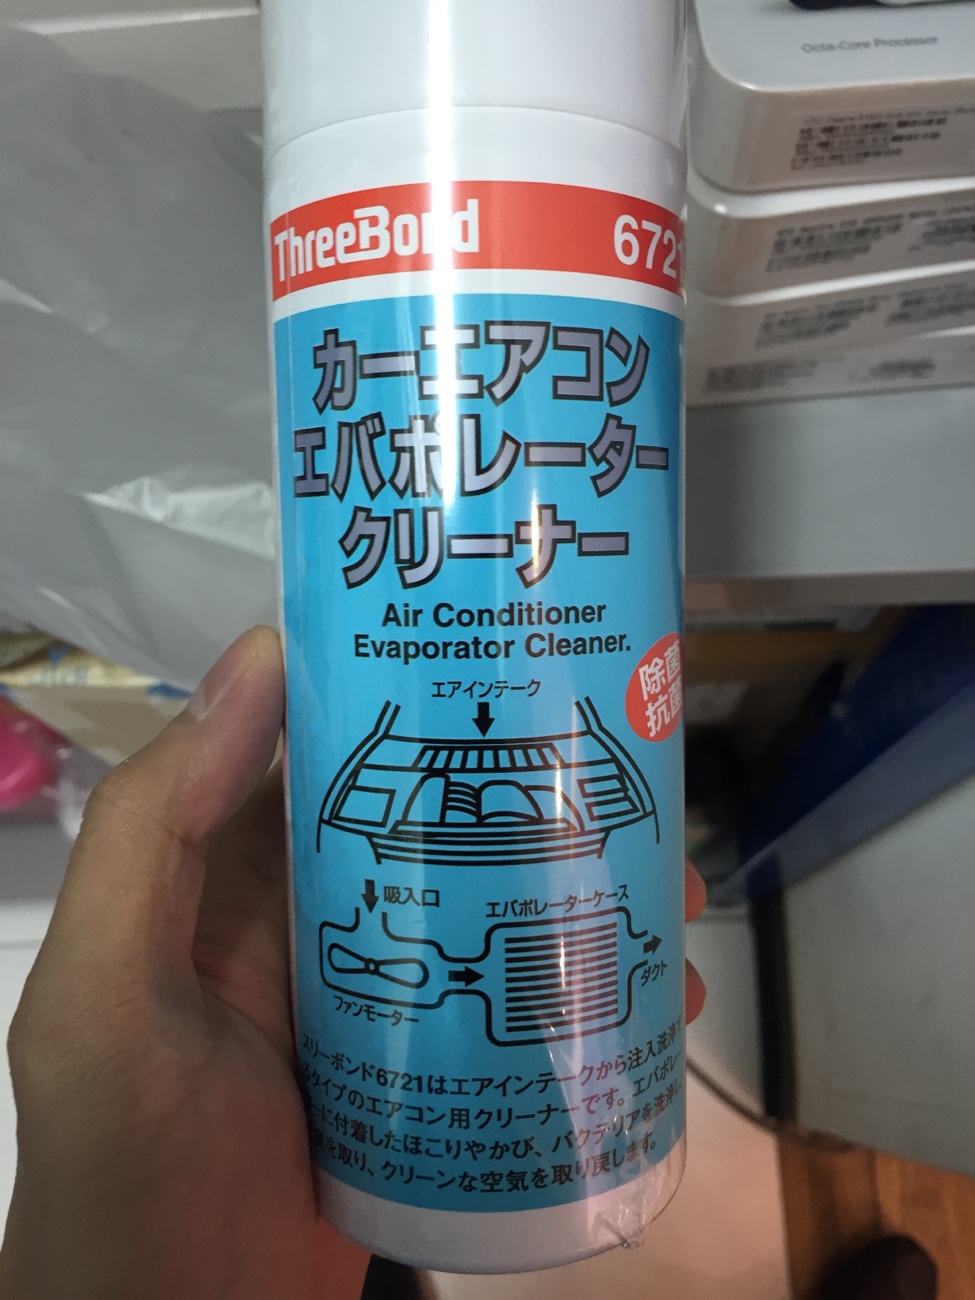 Octa-Core Processor
ThreeBond 6721
カーエアコン
エバポレーター
クリーナー
Air Conditioner
Evaporator Cleaner.
除菌
抗菌
エアインテーク
吸入口
エバポレーターケース
ダクト
ファンモーター
スリーボンド6721はエアインテークから注入洗浄す
るタイプのエアコン用クリーナーです。エバポレー
ーに付着したほこりやかび、バクテリアを洗浄し
を取り、クリーンな空気を取り戻します。